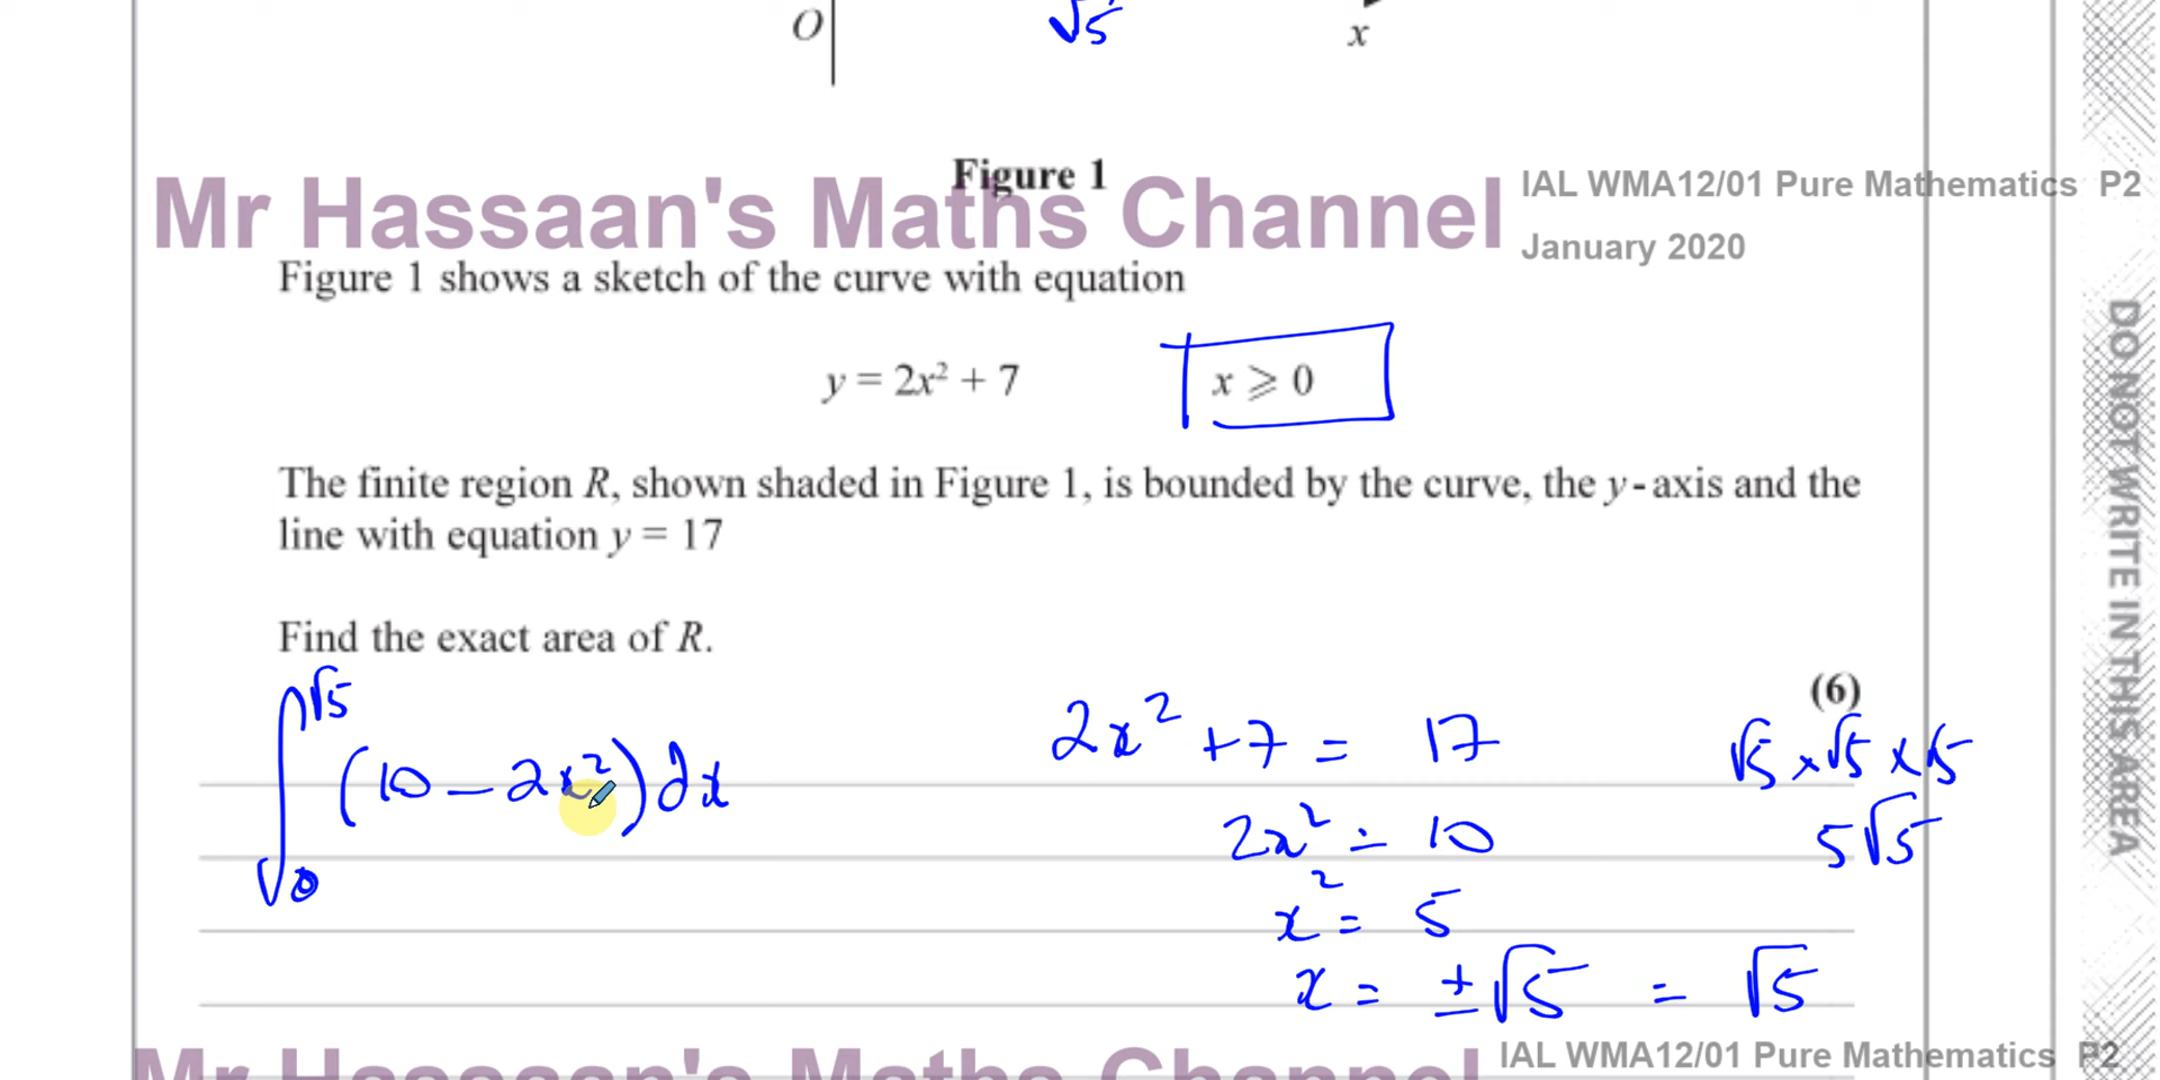 O
√5
x
Figure 1
Mr Hassaan's Maths Channel
IAL WMA12/01 Pure Mathematics P2
January 2020
Figure 1 shows a sketch of the curve with equation
y = 2x² + 7
x ⩾ 0
The finite region R, shown shaded in Figure 1, is bounded by the curve, the y-axis and the
line with equation y = 17
Find the exact area of R.
(6)
∫₀^√5 (10 - 2x²) dx
2x² + 7 = 17
2x² = 10
x² = 5
x = ±√5 = √5
√5 × √5 × √5
5√5
DO NOT WRITE IN THIS AREA
Mr Hassaan's Maths Channel
IAL WMA12/01 Pure Mathematics P2